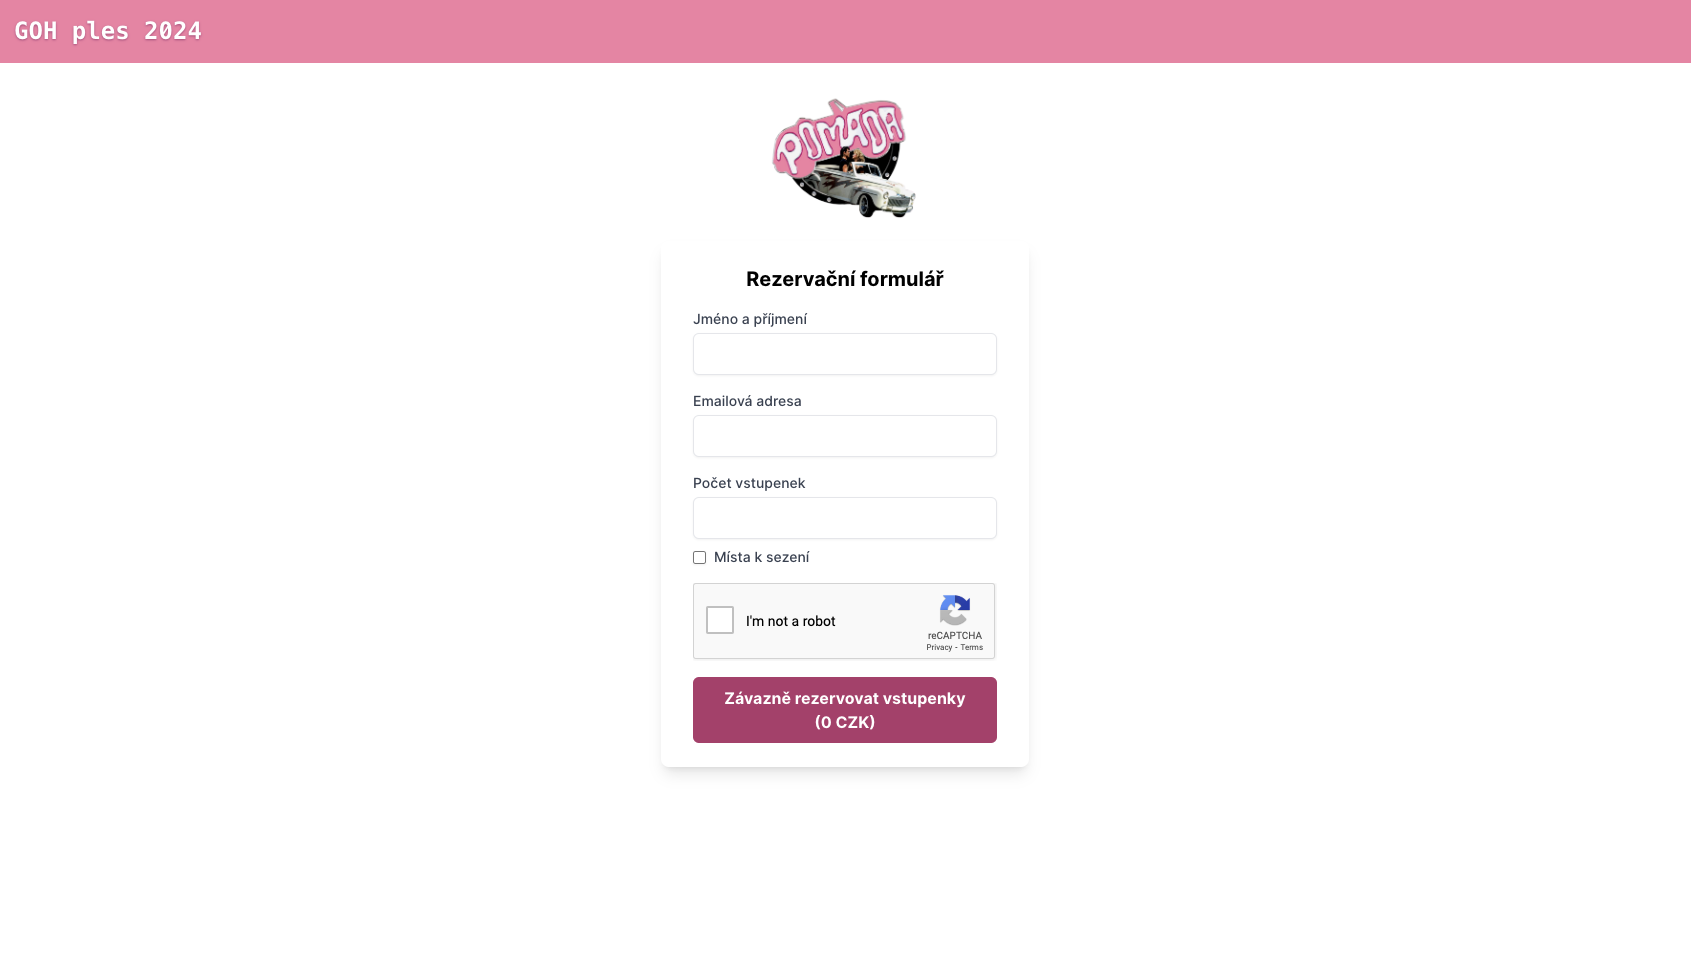 GOH ples 2024
POMADA
Rezervační formulář
Jméno a příjmení
Emailová adresa
Počet vstupenek
Místa k sezení
I'm not a robot
reCAPTCHA
Privacy - Terms
Závazně rezervovat vstupenky
(0 CZK)